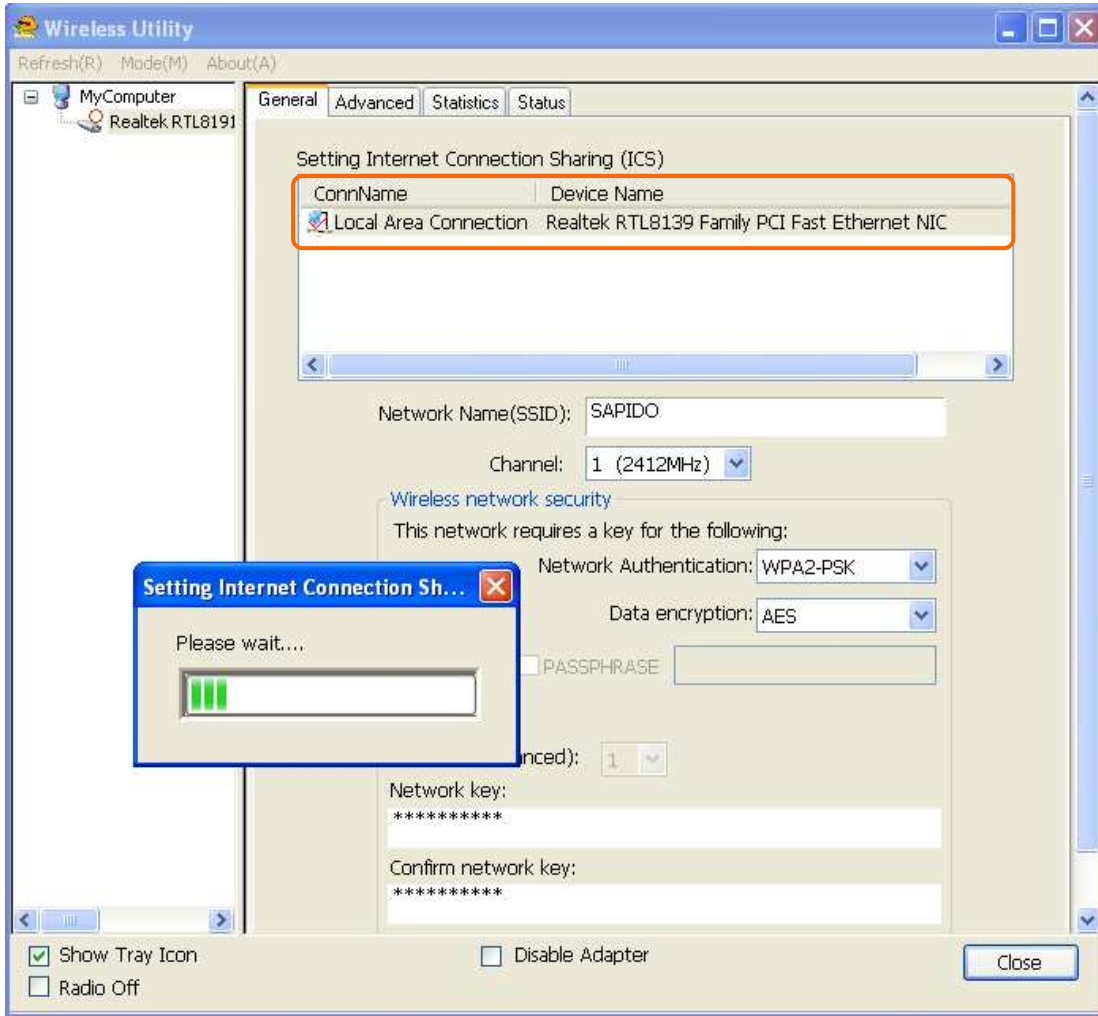 Wireless Utility
Refresh(R) Mode(M) About(A)
MyComputer
Realtek RTL8191
General Advanced Statistics Status
Setting Internet Connection Sharing (ICS)
ConnName Device Name
Local Area Connection Realtek RTL8139 Family PCI Fast Ethernet NIC
Network Name(SSID): SAPIDO
Channel: 1 (2412MHz)
Wireless network security
This network requires a key for the following:
Network Authentication: WPA2-PSK
Data encryption: AES
PASSPHRASE
Setting Internet Connection Sh...
Please wait....
nced): 1
Network key:
**********
Confirm network key:
**********
Show Tray Icon
Radio Off
Disable Adapter
Close